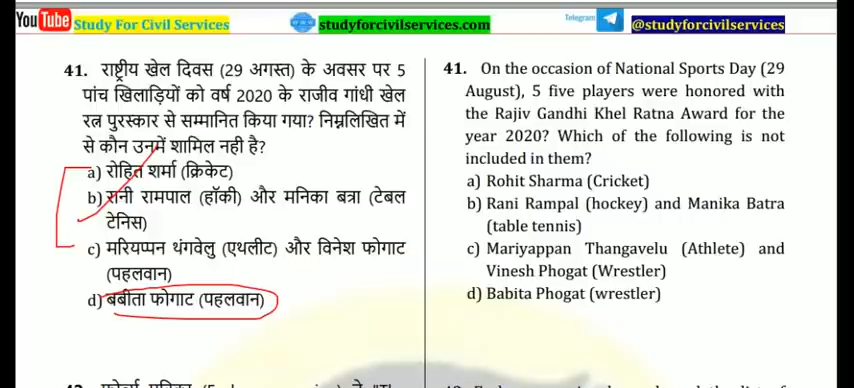 You Tube Study For Civil Services
studyforcivilservices.com
Telegram
@studyforcivilservices
41. राष्ट्रीय खेल दिवस (29 अगस्त) के अवसर पर 5
पांच खिलाड़ियों को वर्ष 2020 के राजीव गांधी खेल
रत्न पुरस्कार से सम्मानित किया गया? निम्नलिखित में
से कौन उनमें शामिल नही है?
a) रोहित शर्मा (क्रिकेट)
b) रानी रामपाल (हॉकी) और मनिका बत्रा (टेबल
टेनिस)
c) मरियप्पन थंगवेलु (एथलीट) और विनेश फोगाट
(पहलवान)
d) बबीता फोगाट (पहलवान)
41. On the occasion of National Sports Day (29
August), 5 five players were honored with
the Rajiv Gandhi Khel Ratna Award for the
year 2020? Which of the following is not
included in them?
a) Rohit Sharma (Cricket)
b) Rani Rampal (hockey) and Manika Batra
(table tennis)
c) Mariyappan Thangavelu (Athlete) and
Vinesh Phogat (Wrestler)
d) Babita Phogat (wrestler)